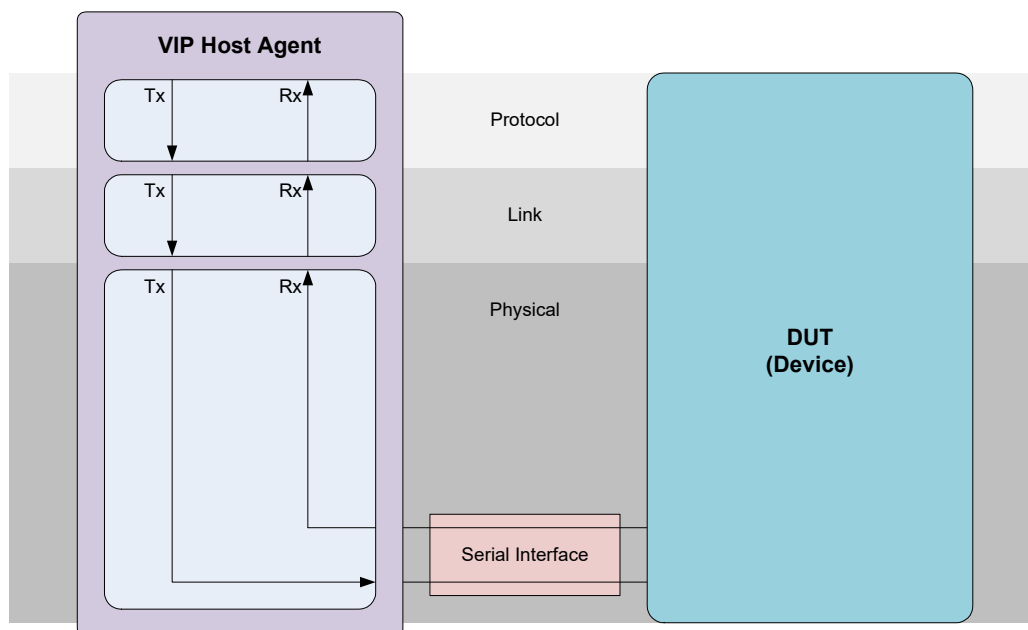 VIP Host Agent
Tx
Rx
Protocol
Tx
Rx
Link
Tx
Rx
Physical
DUT
(Device)
Serial Interface